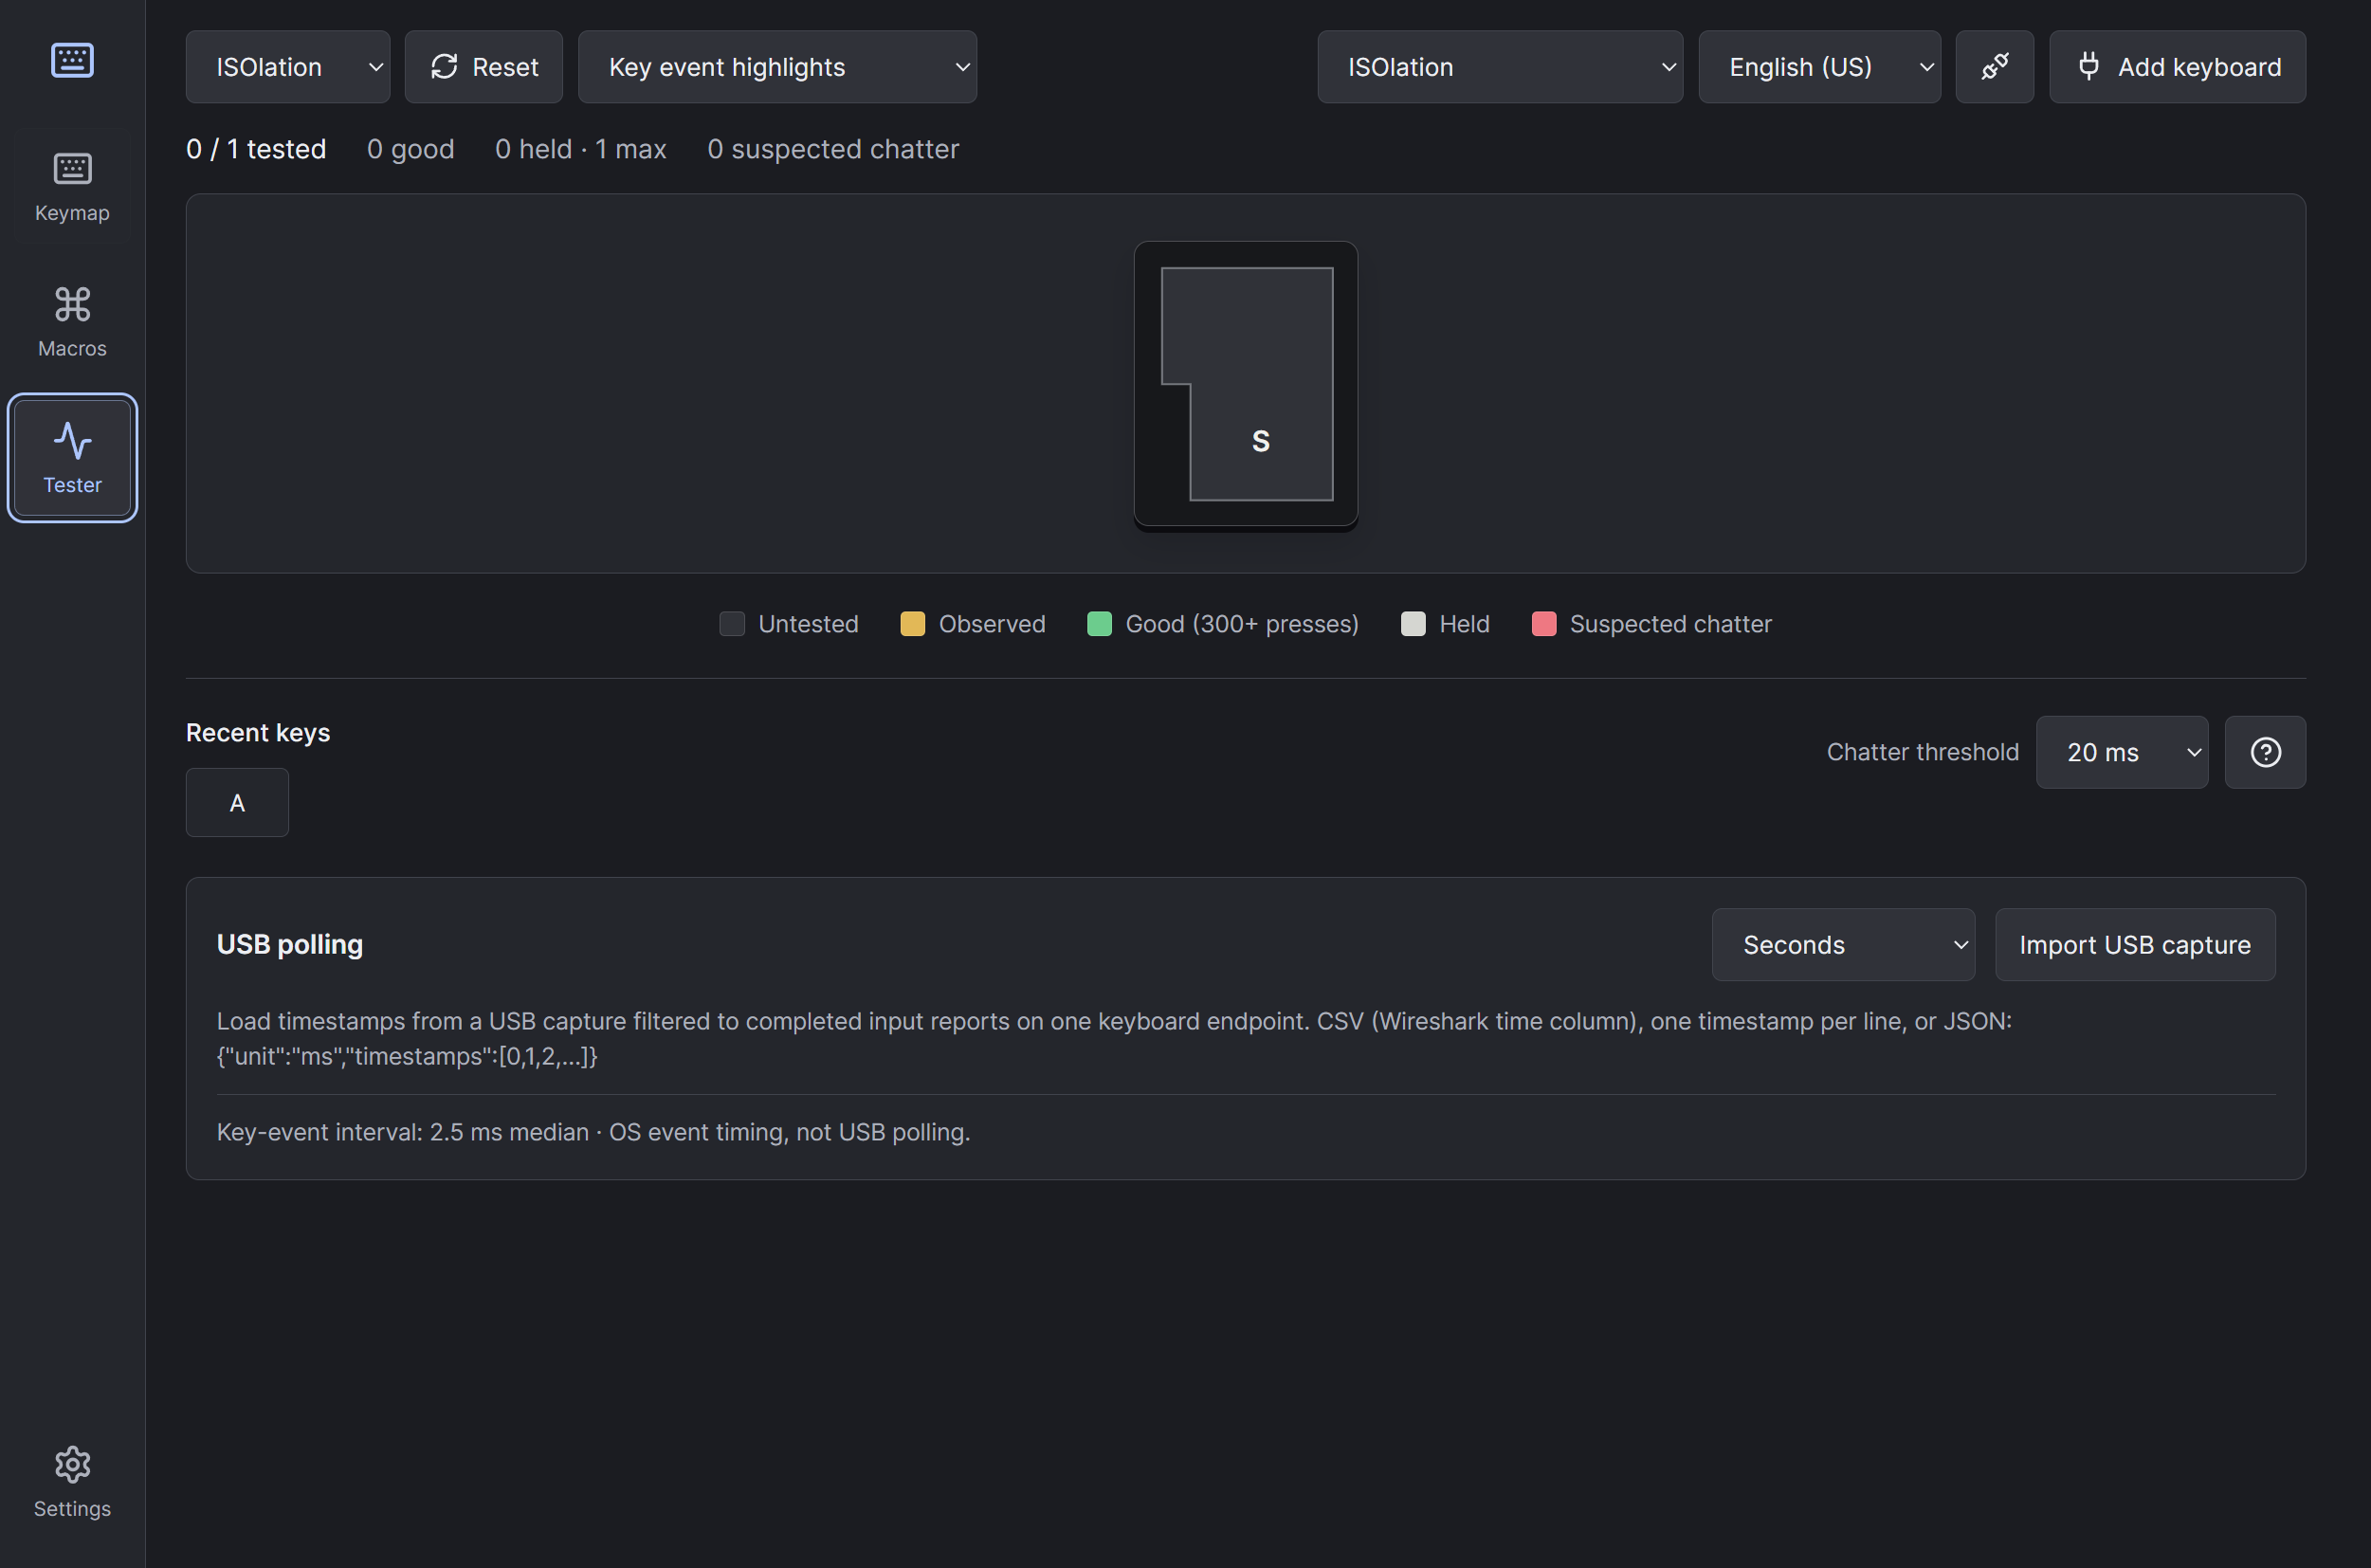 ISOlation
Reset
Key event highlights
ISOlation
English (US)
Add keyboard
Keymap
Macros
Tester
Settings
0 / 1 tested
0 good
0 held · 1 max
0 suspected chatter
S
Untested
Observed
Good (300+ presses)
Held
Suspected chatter
Recent keys
A
Chatter threshold
20 ms
USB polling
Seconds
Import USB capture
Load timestamps from a USB capture filtered to completed input reports on one keyboard endpoint. CSV (Wireshark time column), one timestamp per line, or JSON:
{"unit":"ms","timestamps":[0,1,2,...]}
Key-event interval: 2.5 ms median · OS event timing, not USB polling.